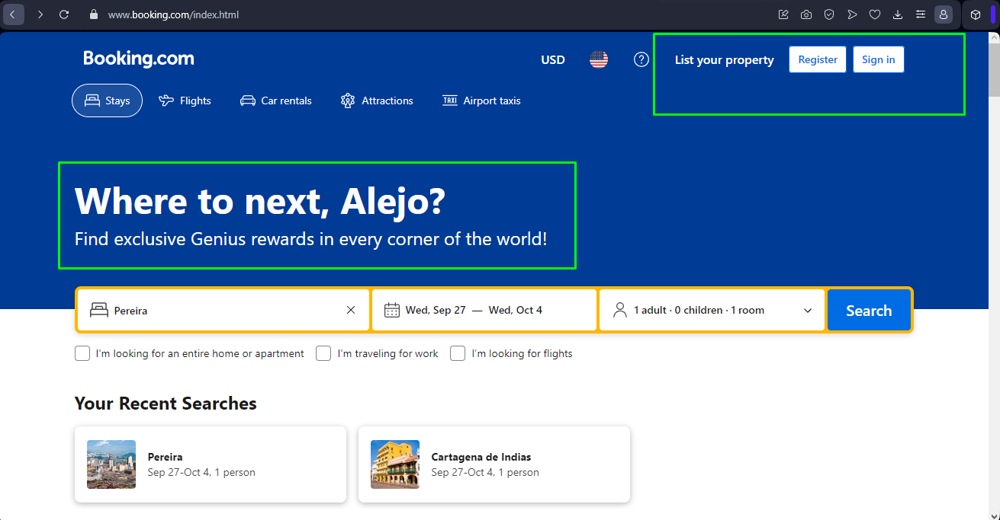 www.booking.com/index.html
Booking.com
USD
List your property
Register
Sign in
Stays
Flights
Car rentals
Attractions
TAXI
Airport taxis
Where to next, Alejo?
Find exclusive Genius rewards in every corner of the world!
Pereira
Wed, Sep 27 — Wed, Oct 4
1 adult · 0 children · 1 room
Search
I'm looking for an entire home or apartment
I'm traveling for work
I'm looking for flights
Your Recent Searches
Pereira
Sep 27-Oct 4, 1 person
Cartagena de Indias
Sep 27-Oct 4, 1 person